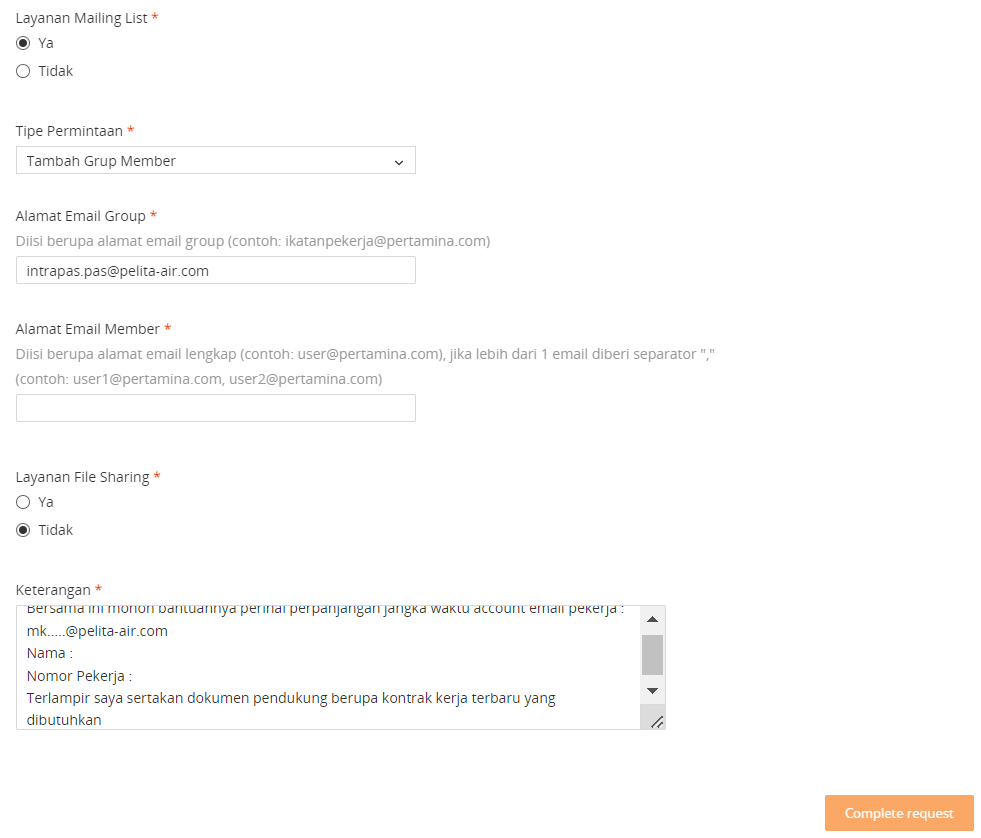 Layanan Mailing List *
Ya
Tidak
Tipe Permintaan *
Tambah Grup Member
Alamat Email Group *
Diisi berupa alamat email group (contoh: ikatanpekerja@pertamina.com)
intrapas.pas@pelita-air.com
Alamat Email Member *
Diisi berupa alamat email lengkap (contoh: user@pertamina.com), jika lebih dari 1 email diberi separator ","
(contoh: user1@pertamina.com, user2@pertamina.com)
Layanan File Sharing *
Ya
Tidak
Keterangan *
Bersama ini mohon bantuannya perihal perpanjangan jangka waktu account email pekerja :
mk.....@pelita-air.com
Nama :
Nomor Pekerja :
Terlampir saya sertakan dokumen pendukung berupa kontrak kerja terbaru yang
dibutuhkan
Complete request